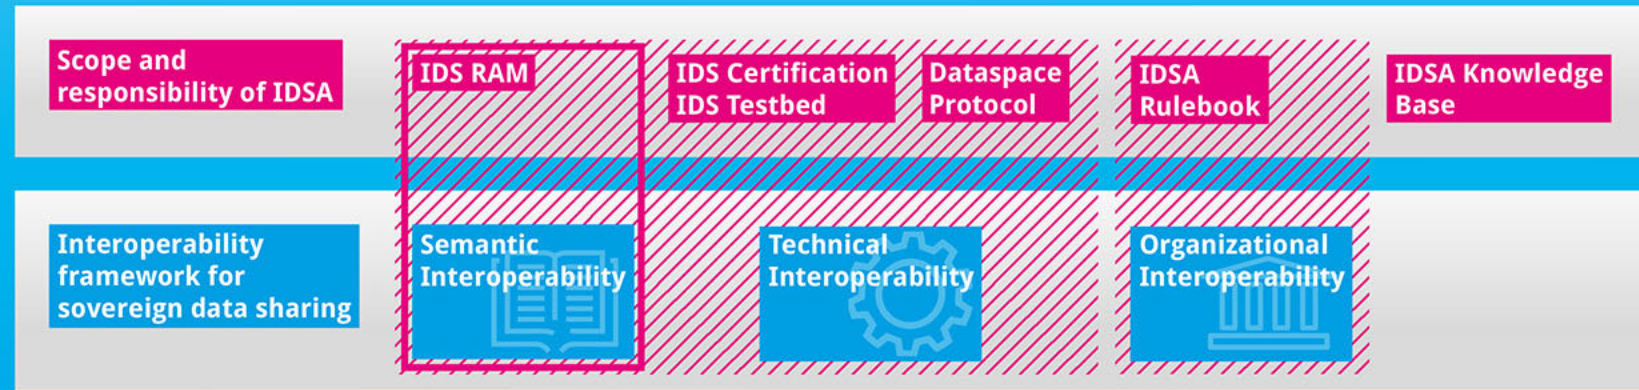 Scope and
responsibility of IDSA
IDS RAM
IDS Certification
IDS Testbed
Dataspace
Protocol
IDSA
Rulebook
IDSA Knowledge
Base
Interoperability
framework for
sovereign data sharing
Semantic
Interoperability
Technical
Interoperability
Organizational
Interoperability